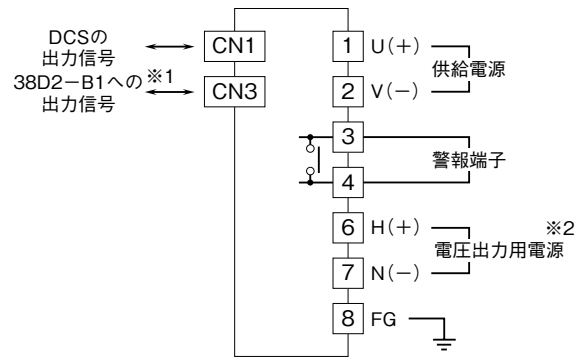 DCSの
出力信号
CN1
38D2－B1への※1
出力信号
CN3
1 U（＋）
供給電源
2 V（－）
3
警報端子
4
6 H（＋）
※2
電圧出力用電源
7 N（－）
8 FG